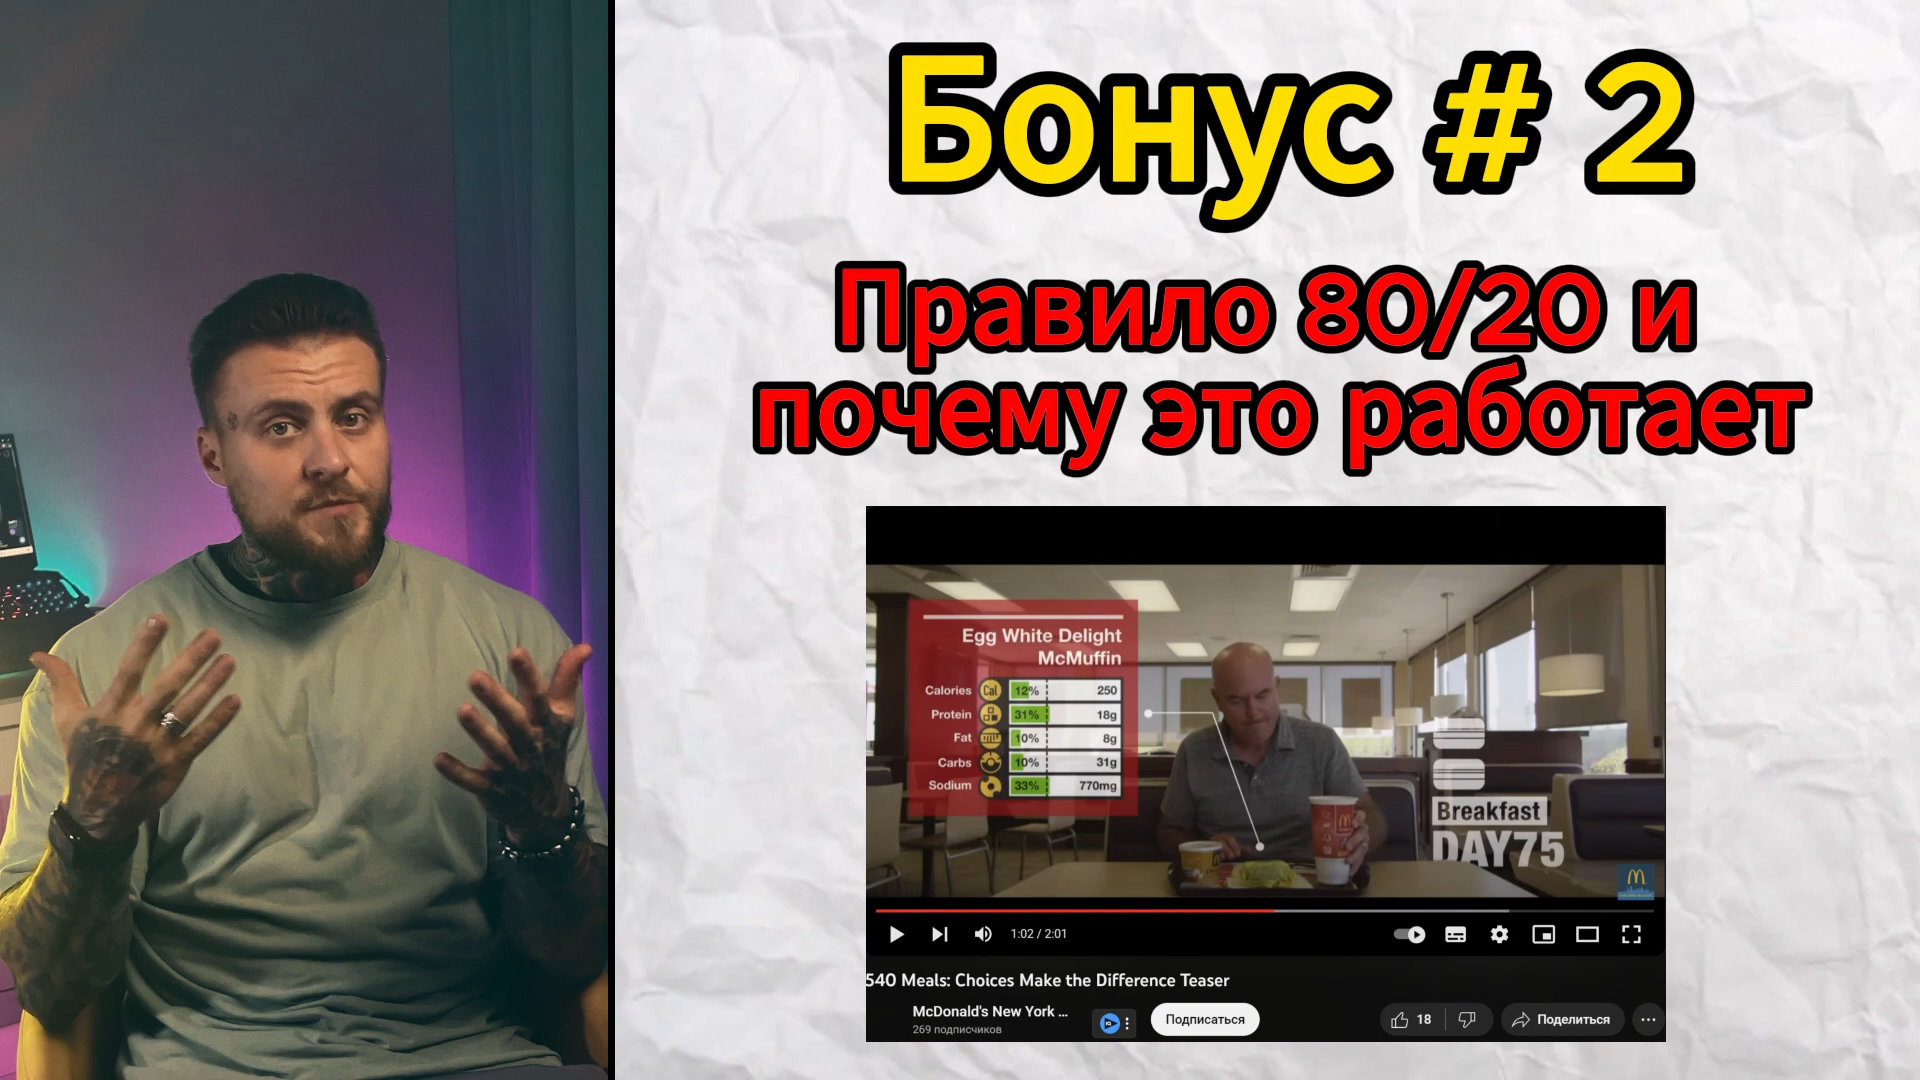 Бонус # 2
Правило 80/20 и
почему это работает
Egg White Delight
McMuffin
Calories Cal 12% 250
Protein 31% 18g
Fat 10% 8g
Carbs 10% 31g
Sodium 33% 770mg
Breakfast
DAY75
1:02 / 2:01
540 Meals: Choices Make the Difference Teaser
McDonald's New York ...
269 подписчиков
Подписаться
18
Поделиться